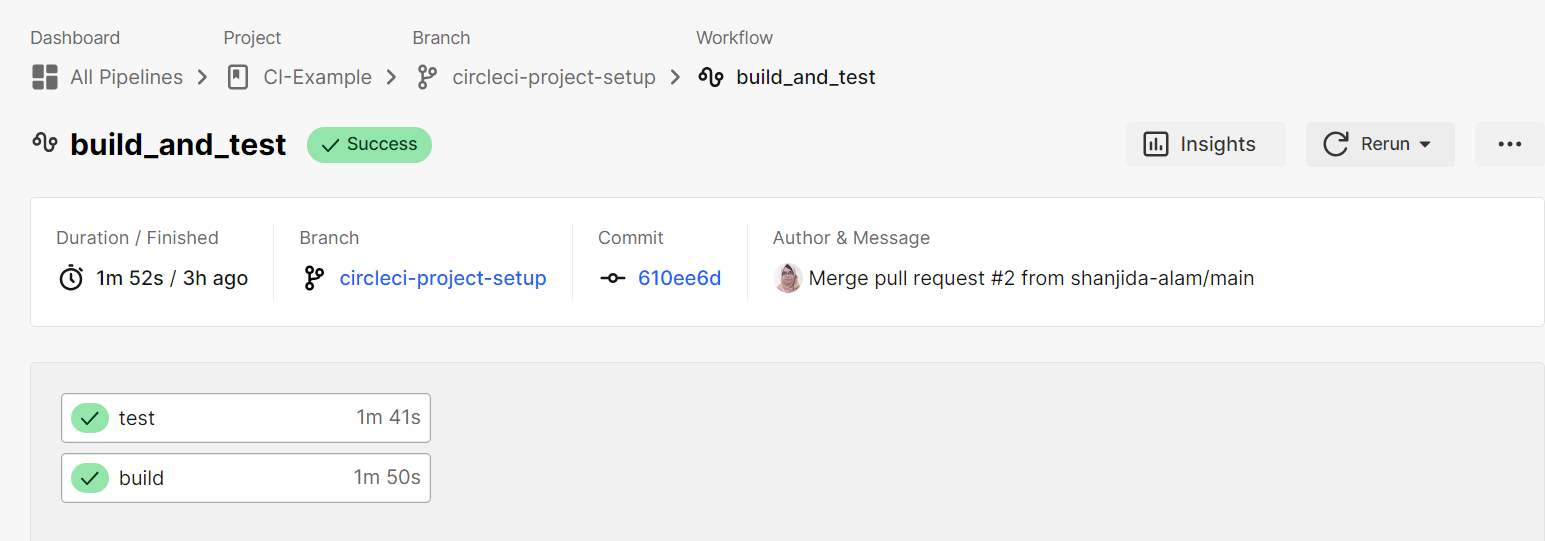 Dashboard Project Branch Workflow
All Pipelines CI-Example circleci-project-setup build_and_test
build_and_test Success Insights Rerun
Duration / Finished Branch Commit Author & Message
1m 52s / 3h ago circleci-project-setup 610ee6d Merge pull request #2 from shanjida-alam/main
test 1m 41s
build 1m 50s